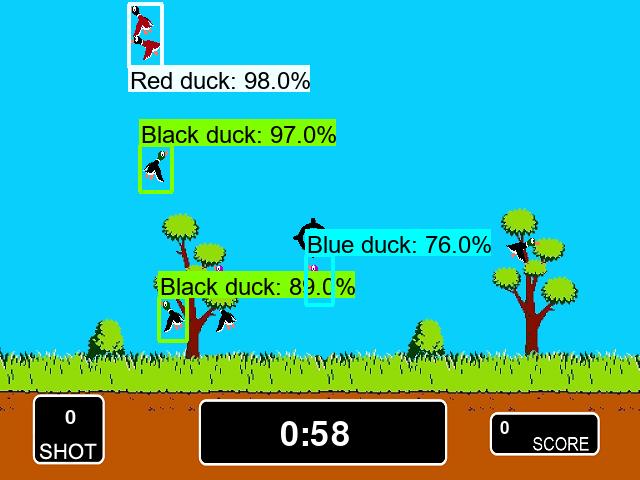 Red duck: 98.0%
Black duck: 97.0%
Blue duck: 76.0%
Black duck: 89.0%
0
SHOT
0:58
0
SCORE